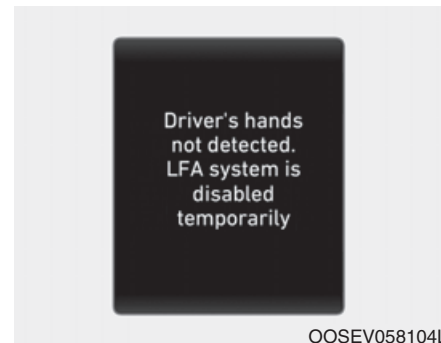 Driver's hands
not detected.
LFA system is
disabled
temporarily
OOSEV058104L